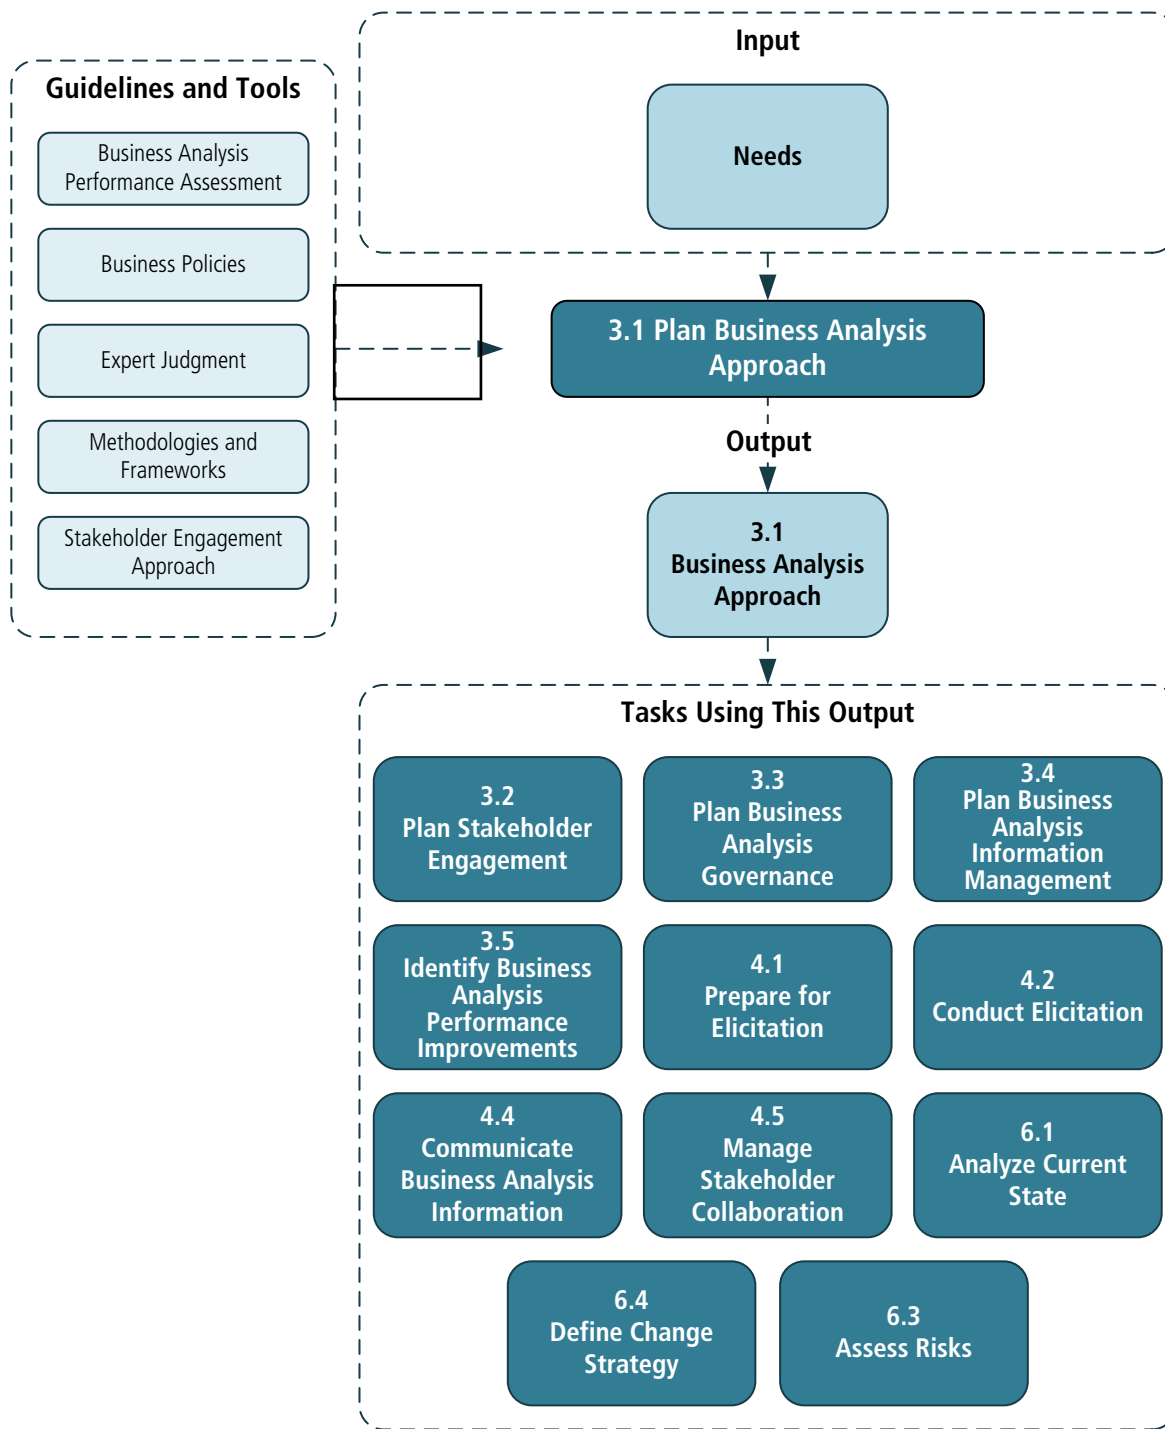 Input
Needs
Guidelines and Tools
Business Analysis
Performance Assessment
Business Policies
Expert Judgment
Methodologies and
Frameworks
Stakeholder Engagement
Approach
3.1 Plan Business Analysis
Approach
Output
3.1
Business Analysis
Approach
Tasks Using This Output
3.2
Plan Stakeholder
Engagement
3.3
Plan Business
Analysis
Governance
3.4
Plan Business
Analysis
Information
Management
3.5
Identify Business
Analysis
Performance
Improvements
4.1
Prepare for
Elicitation
4.2
Conduct Elicitation
4.4
Communicate
Business Analysis
Information
4.5
Manage
Stakeholder
Collaboration
6.1
Analyze Current
State
6.4
Define Change
Strategy
6.3
Assess Risks